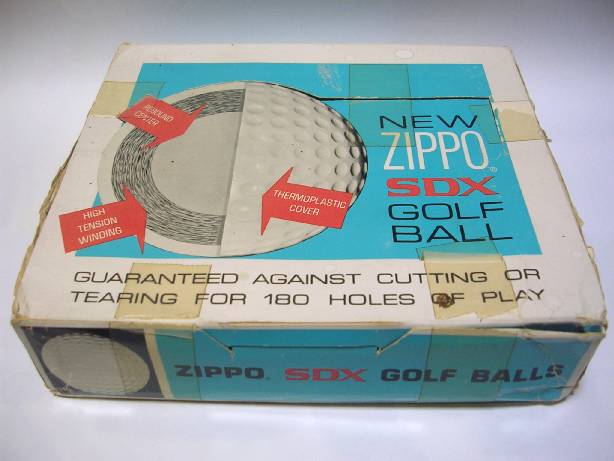 REBOUND
CENTER
HIGH
TENSION
WINDING
THERMOPLASTIC
COVER
NEW
ZIPPO®
SDX
GOLF
BALL
GUARANTEED AGAINST CUTTING OR
TEARING FOR 180 HOLES OF PLAY
ZIPPO® SDX GOLF BALLS